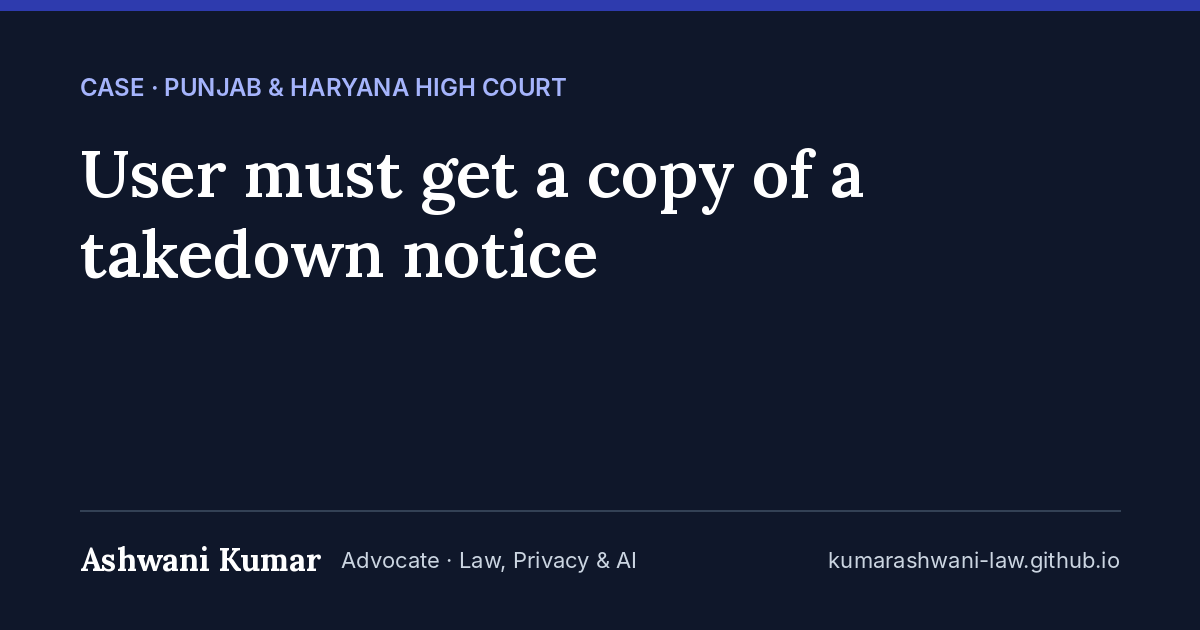 CASE · PUNJAB & HARYANA HIGH COURT
User must get a copy of a
takedown notice
Ashwani Kumar Advocate · Law, Privacy & AI kumarashwani-law.github.io